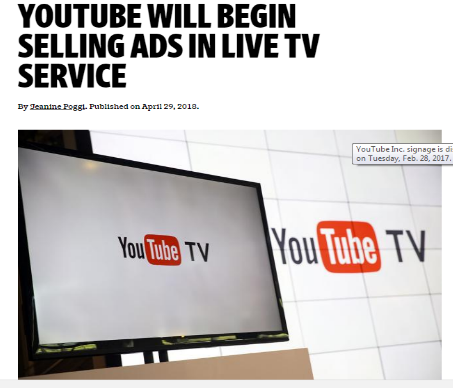 YOUTUBE WILL BEGIN
SELLING ADS IN LIVE TV
SERVICE
By Jeanine Poggi. Published on April 29, 2018.
YouTube Inc. signage is di
on Tuesday, Feb. 28, 2017.
YouTube TV
YouTube TV